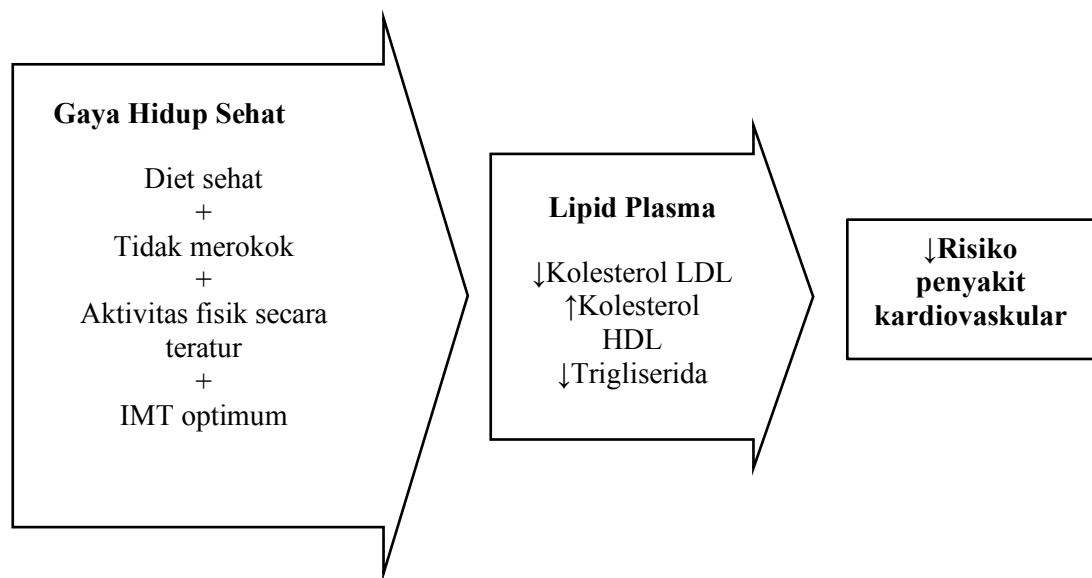 Gaya Hidup Sehat
Diet sehat
+
Tidak merokok
+
Aktivitas fisik secara
teratur
+
IMT optimum
Lipid Plasma
↓Kolesterol LDL
↑Kolesterol
HDL
↓Trigliserida
↓Risiko
penyakit
kardiovaskular